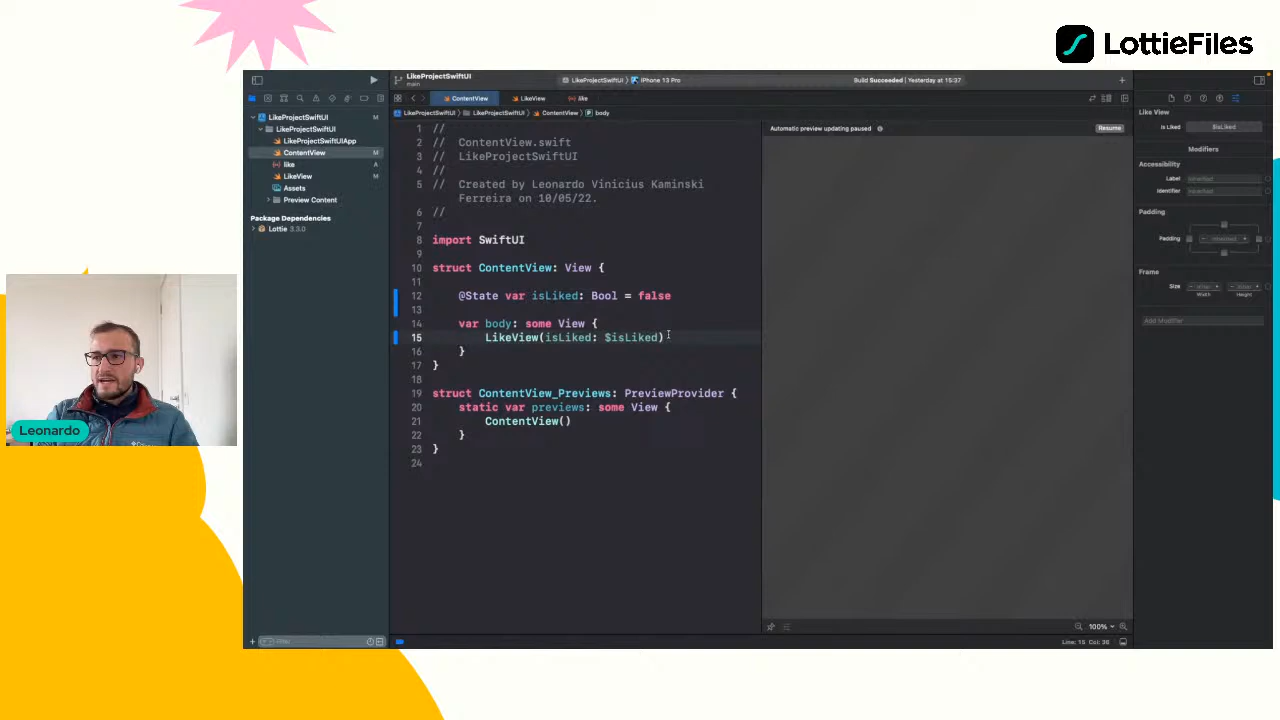 LottieFiles
LikeProjectSwiftUI
main
LikeProjectSwiftUI
iPhone 13 Pro
Build Succeeded | Yesterday at 15:37
ContentView
LikeView
like
LikeProjectSwiftUI
LikeProjectSwiftUI
ContentView
body
LikeProjectSwiftUI M
LikeProjectSwiftUI
LikeProjectSwiftUIApp
ContentView M
like A
LikeView M
Assets
Preview Content
Package Dependencies
Lottie 3.3.0
1 //
2 // ContentView.swift
3 // LikeProjectSwiftUI
4 //
5 // Created by Leonardo Vinicius Kaminski
Ferreira on 10/05/22.
6 //
7
8 import SwiftUI
9
10 struct ContentView: View {
11
12 @State var isLiked: Bool = false
13
14 var body: some View {
15 LikeView(isLiked: $isLiked)
16 }
17 }
18
19 struct ContentView_Previews: PreviewProvider {
20 static var previews: some View {
21 ContentView()
22 }
23 }
24
Automatic preview updating paused
Resume
100%
Line: 15 Col: 36
Like View
Is Liked $isLiked
Modifiers
Accessibility
Label
Identifier
Padding
Padding
Frame
Size
Width Height
Add Modifier
Leonardo